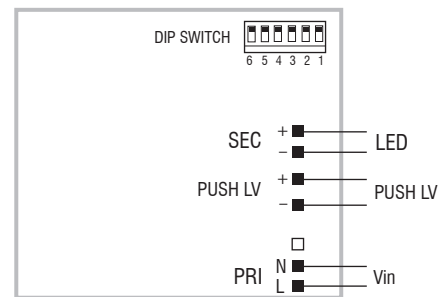 DIP SWITCH
6 5 4 3 2 1
SEC + LED
−
PUSH LV + PUSH LV
−
PRI N Vin
L